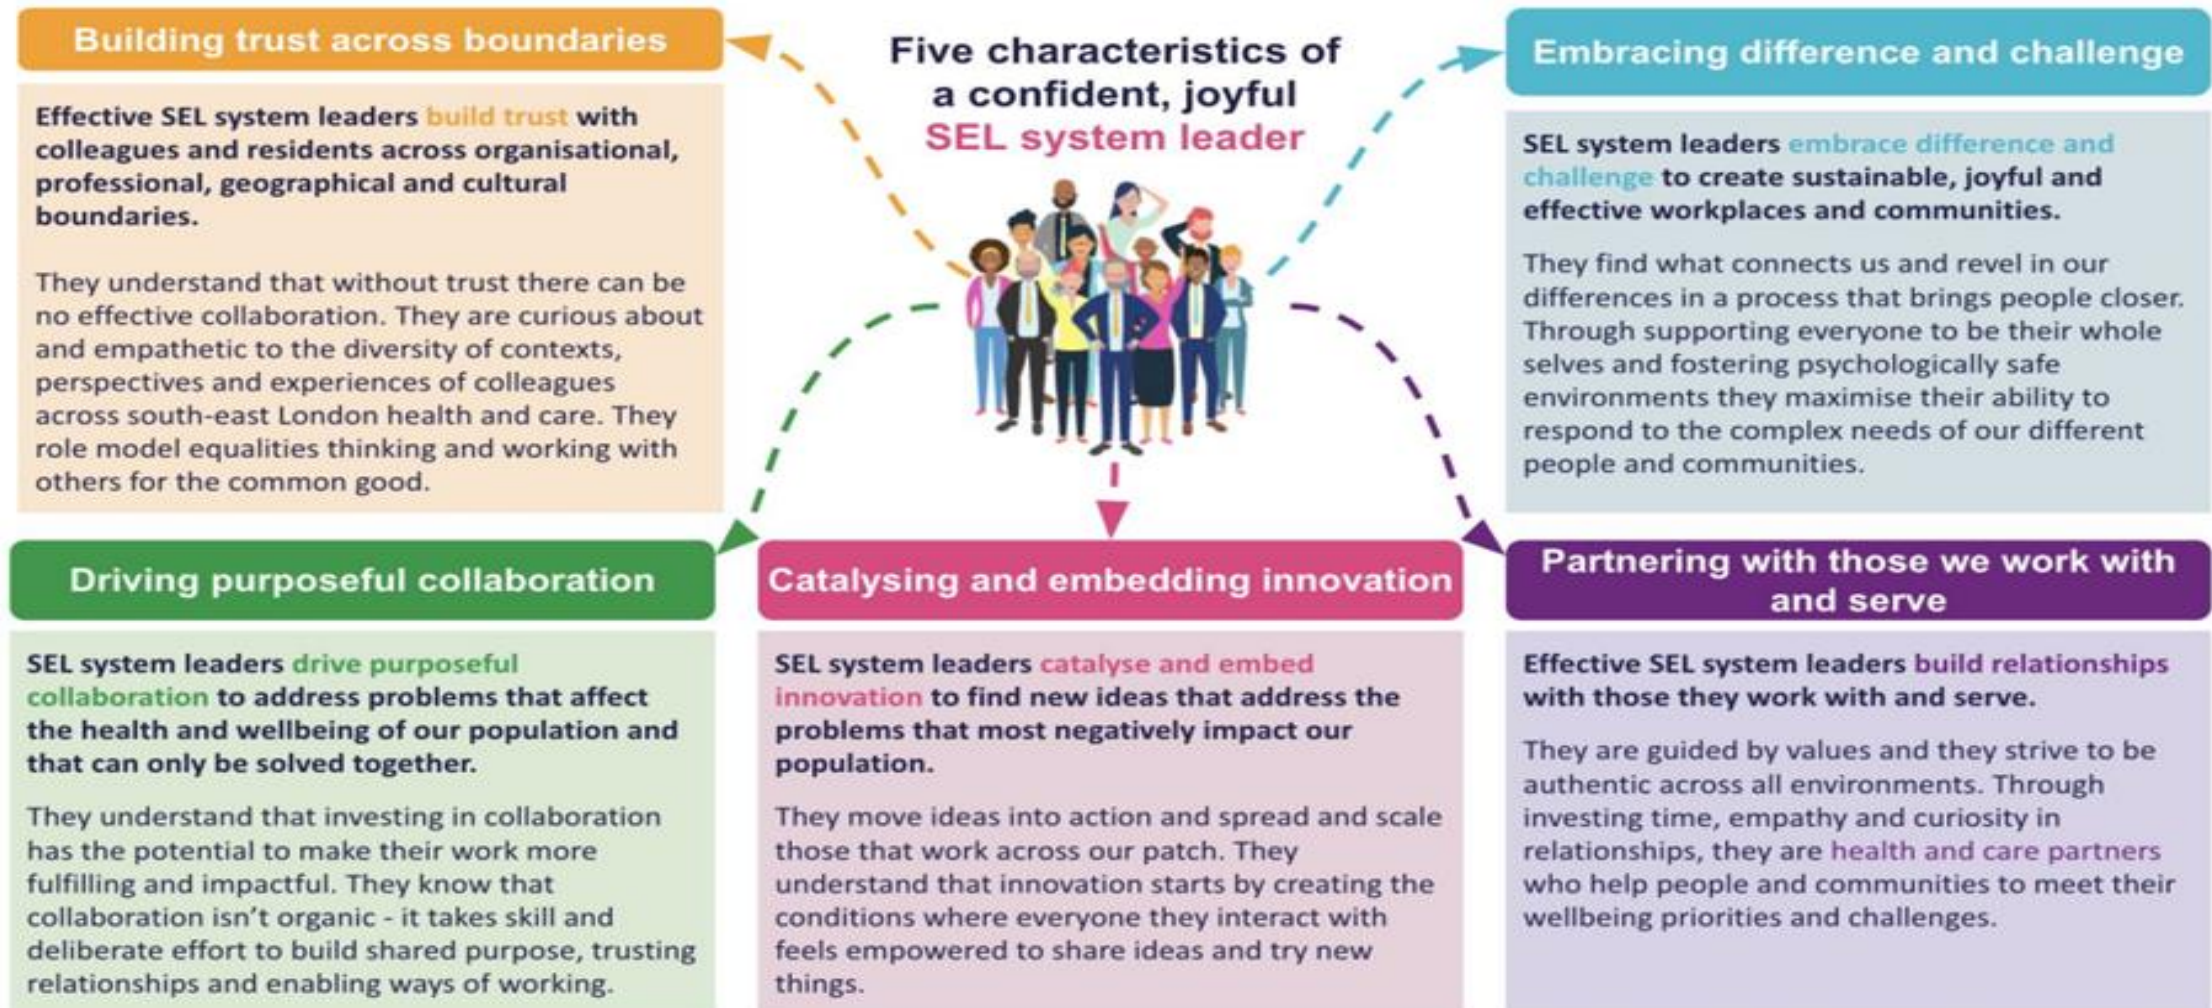 Five characteristics of
a confident, joyful
SEL system leader
Building trust across boundaries
Effective SEL system leaders build trust with
colleagues and residents across organisational,
professional, geographical and cultural
boundaries.
They understand that without trust there can be
no effective collaboration. They are curious about
and empathetic to the diversity of contexts,
perspectives and experiences of colleagues
across south-east London health and care. They
role model equalities thinking and working with
others for the common good.
Embracing difference and challenge
SEL system leaders embrace difference and
challenge to create sustainable, joyful and
effective workplaces and communities.
They find what connects us and revel in our
differences in a process that brings people closer.
Through supporting everyone to be their whole
selves and fostering psychologically safe
environments they maximise their ability to
respond to the complex needs of our different
people and communities.
Driving purposeful collaboration
SEL system leaders drive purposeful
collaboration to address problems that affect
the health and wellbeing of our population and
that can only be solved together.
They understand that investing in collaboration
has the potential to make their work more
fulfilling and impactful. They know that
collaboration isn't organic - it takes skill and
deliberate effort to build shared purpose, trusting
relationships and enabling ways of working.
Catalysing and embedding innovation
SEL system leaders catalyse and embed
innovation to find new ideas that address the
problems that most negatively impact our
population.
They move ideas into action and spread and scale
those that work across our patch. They
understand that innovation starts by creating the
conditions where everyone they interact with
feels empowered to share ideas and try new
things.
Partnering with those we work with
and serve
Effective SEL system leaders build relationships
with those they work with and serve.
They are guided by values and they strive to be
authentic across all environments. Through
investing time, empathy and curiosity in
relationships, they are health and care partners
who help people and communities to meet their
wellbeing priorities and challenges.